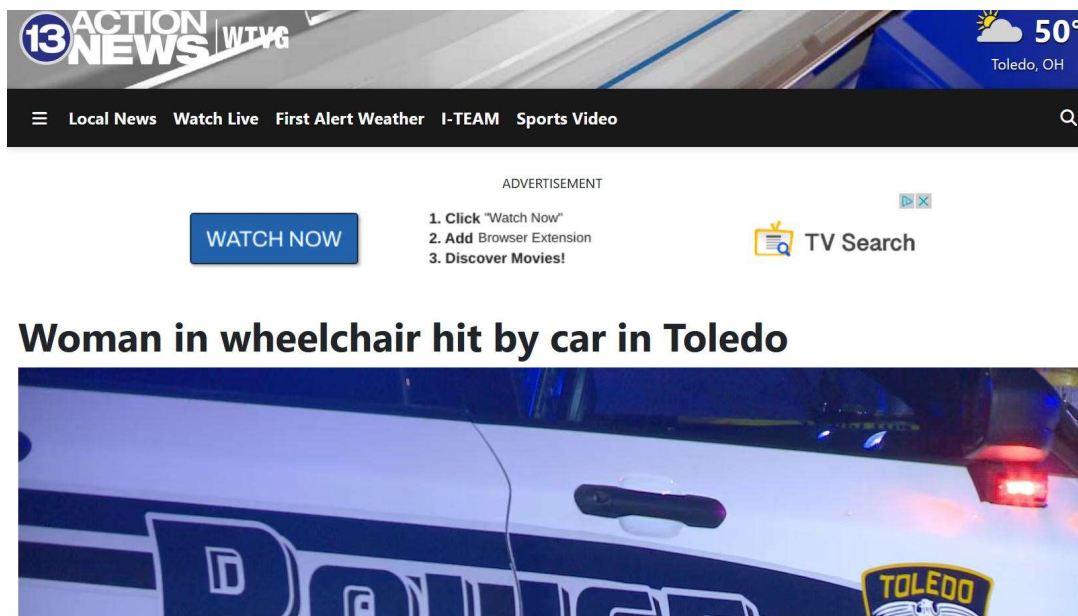 13 ACTION NEWS WTVG
50°
Toledo, OH
Local News Watch Live First Alert Weather I-TEAM Sports Video
ADVERTISEMENT
WATCH NOW
1. Click "Watch Now"
2. Add Browser Extension
3. Discover Movies!
TV Search
Woman in wheelchair hit by car in Toledo
POLICE
TOLEDO